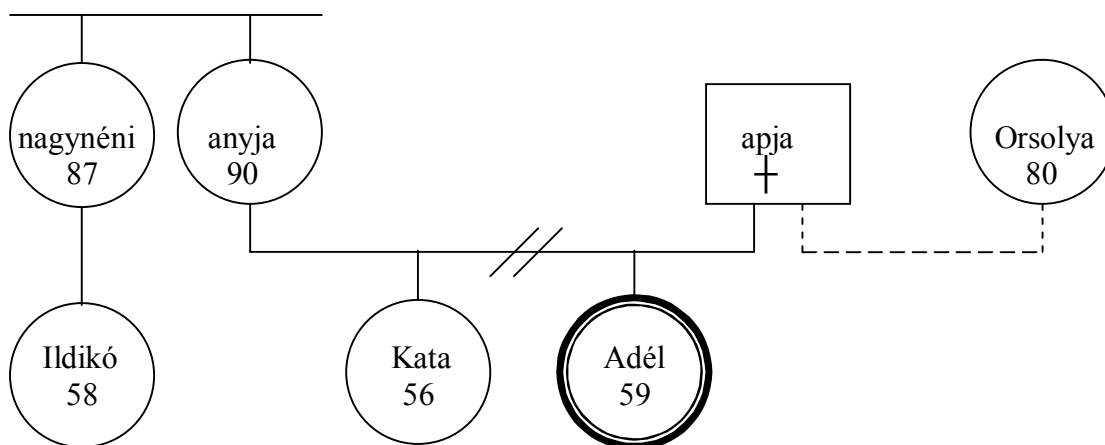 nagynéni
87
anyja
90
apja
Orsolya
80
Ildikó
58
Kata
56
Adél
59